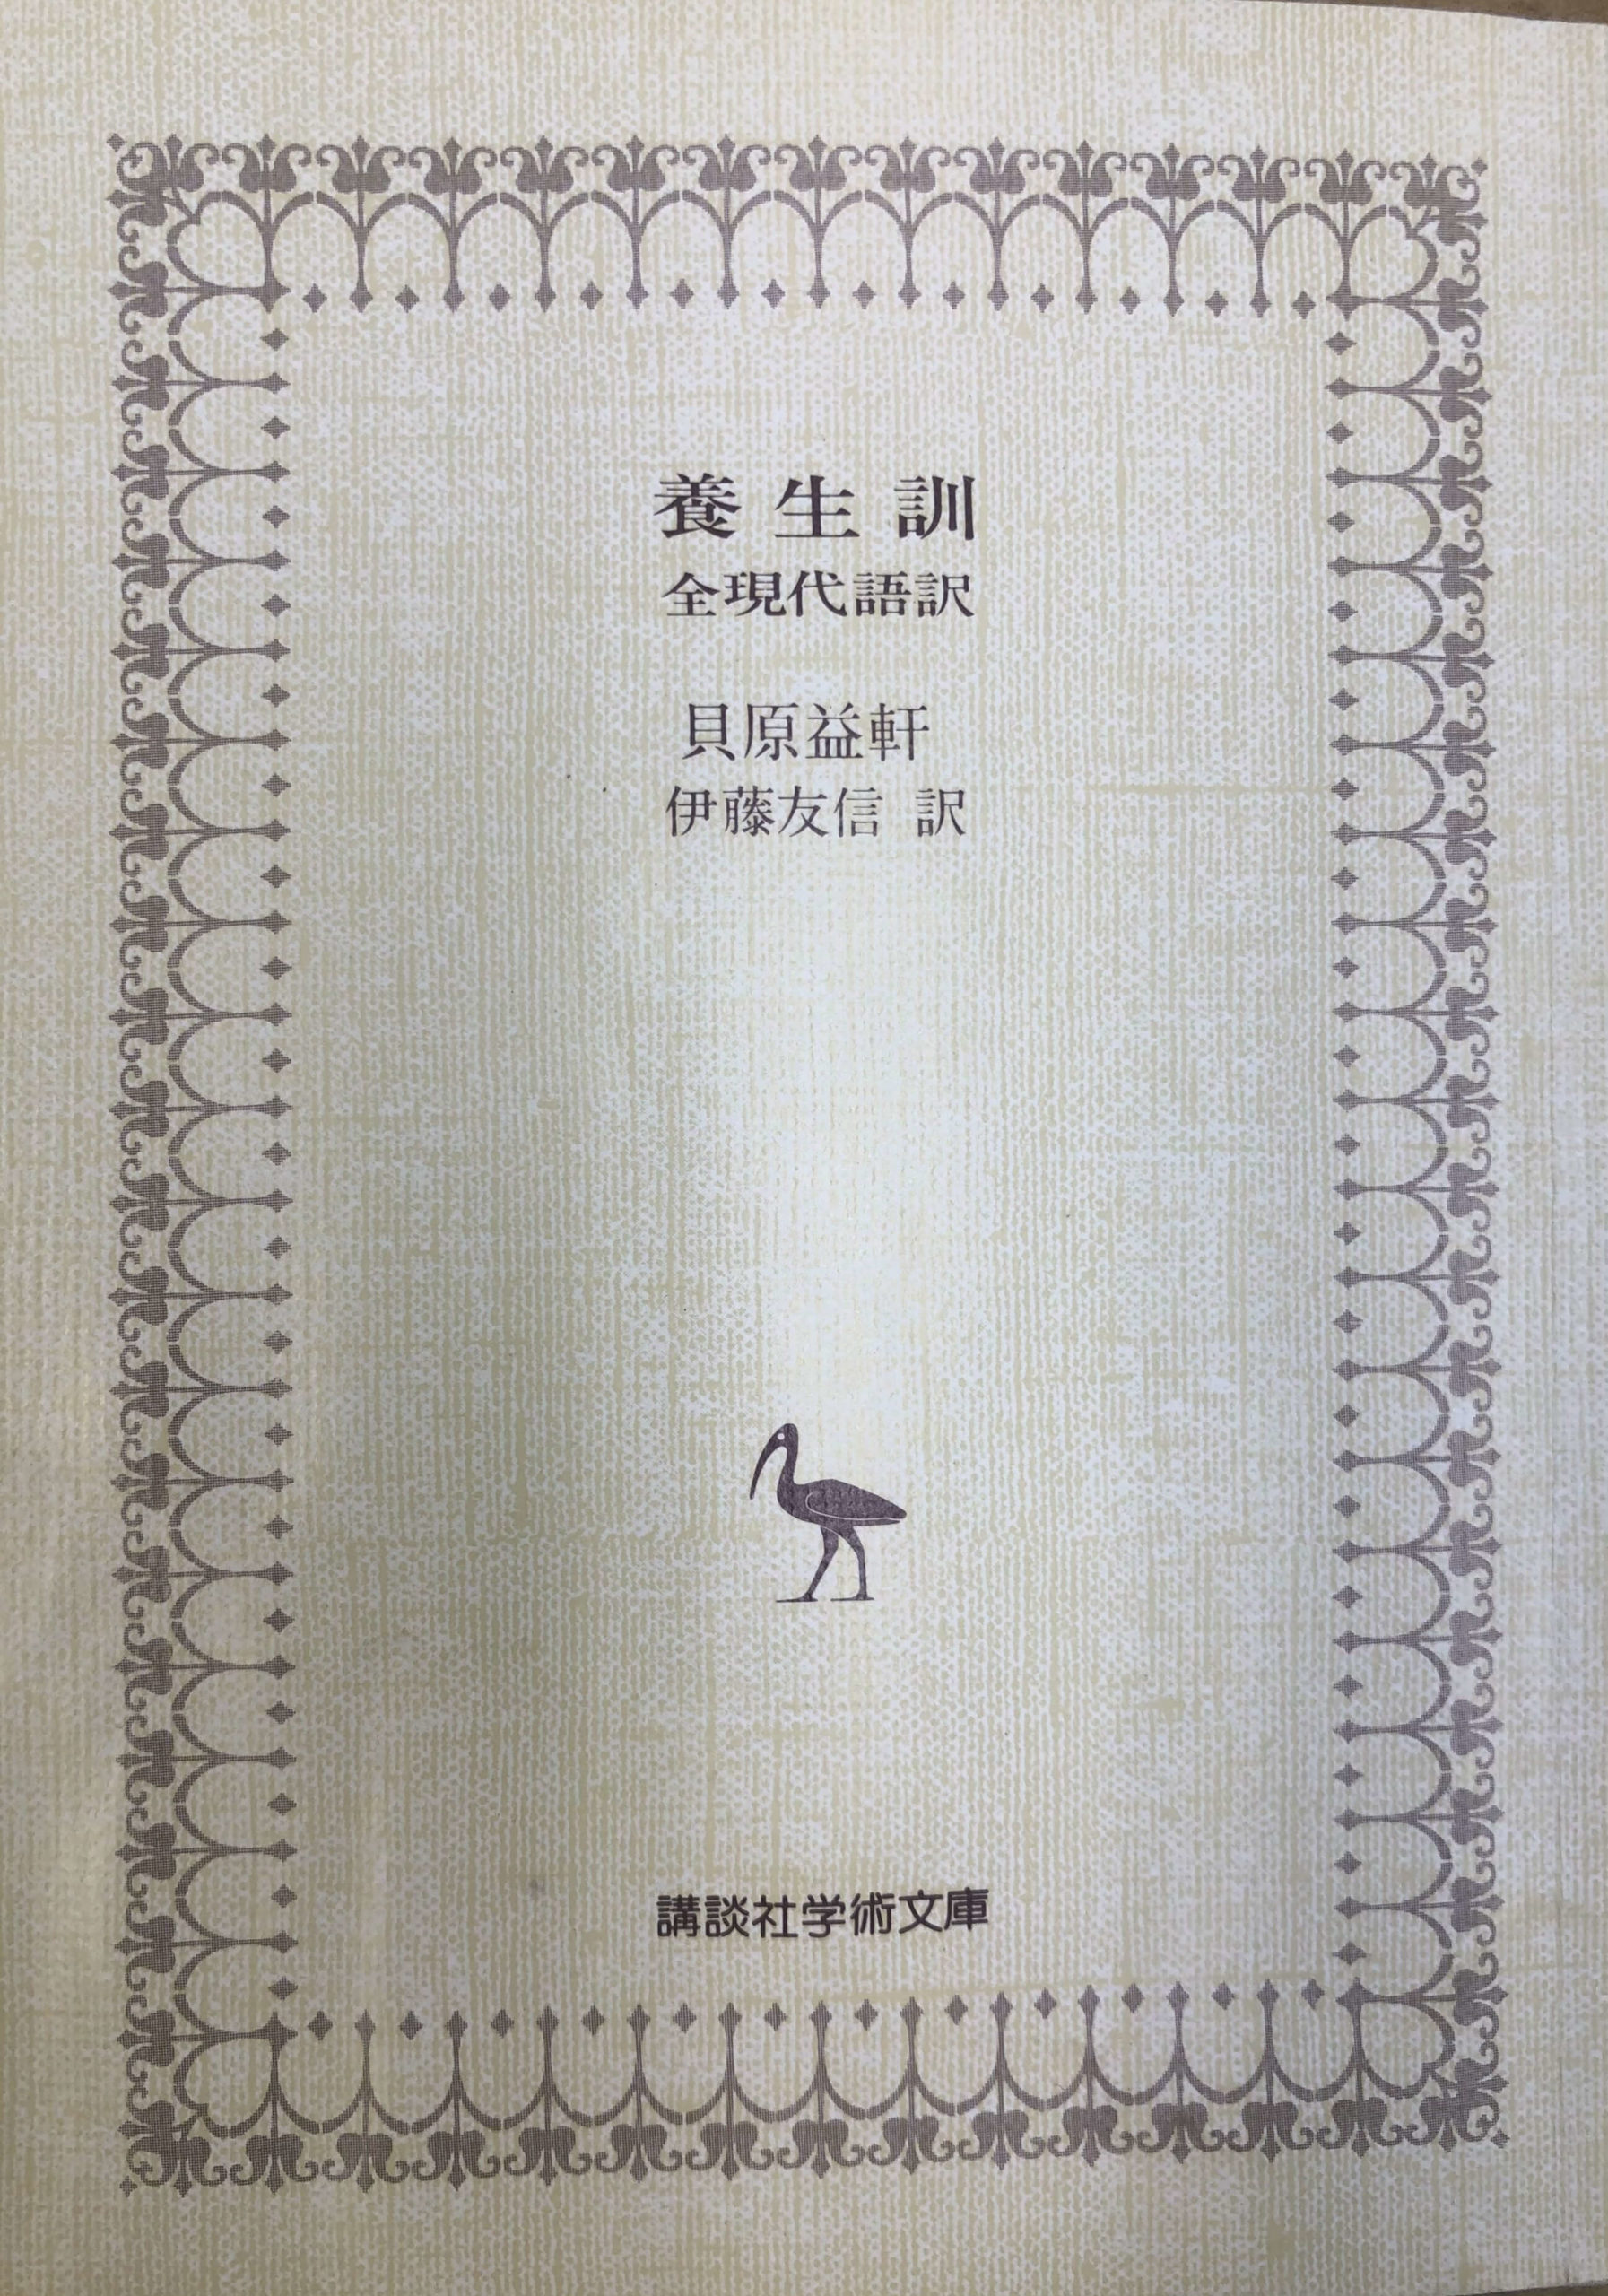 養生訓
全現代語訳
貝原益軒
伊藤友信 訳
講談社学術文庫